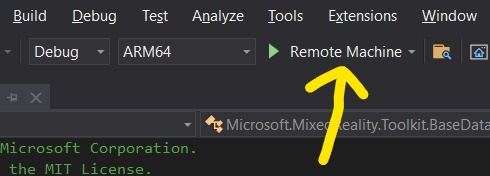 Build Debug Test Analyze Tools Extensions Window
Debug ARM64 Remote Machine
Microsoft.MixedReality.Toolkit.BaseData
Microsoft Corporation.
the MIT License.